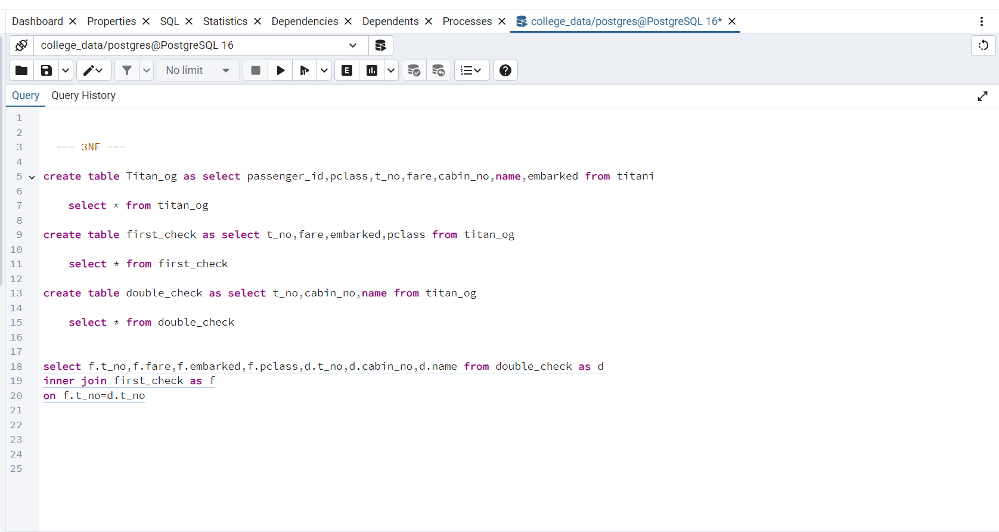 Dashboard Properties SQL Statistics Dependencies Dependents Processes college_data/postgres@PostgreSQL 16*
college_data/postgres@PostgreSQL 16
No limit
Query Query History
1
2
3 --- 3NF ---
4
5 create table Titan_og as select passenger_id,pclass,t_no,fare,cabin_no,name,embarked from titani
6
7 select * from titan_og
8
9 create table first_check as select t_no,fare,embarked,pclass from titan_og
10
11 select * from first_check
12
13 create table double_check as select t_no,cabin_no,name from titan_og
14
15 select * from double_check
16
17
18 select f.t_no,f.fare,f.embarked,f.pclass,d.t_no,d.cabin_no,d.name from double_check as d
19 inner join first_check as f
20 on f.t_no=d.t_no
21
22
23
24
25